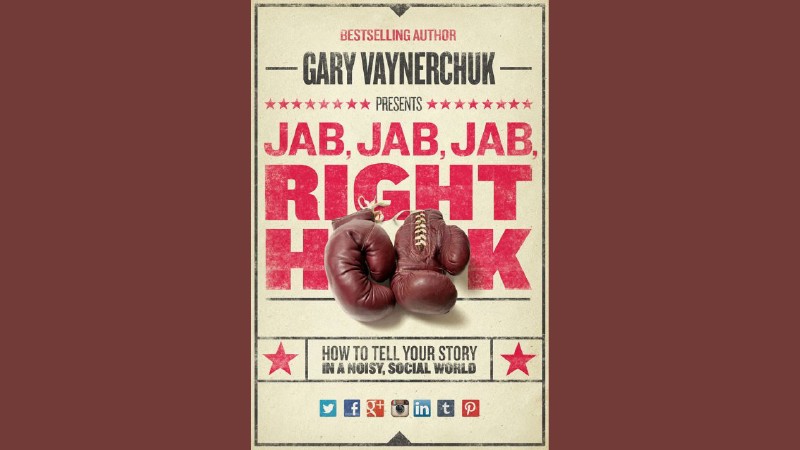 BESTSELLING AUTHOR
GARY VAYNERCHUK
PRESENTS
JAB, JAB, JAB,
RIGHT
HOOK
HOW TO TELL YOUR STORY
IN A NOISY, SOCIAL WORLD
f g+ in t p